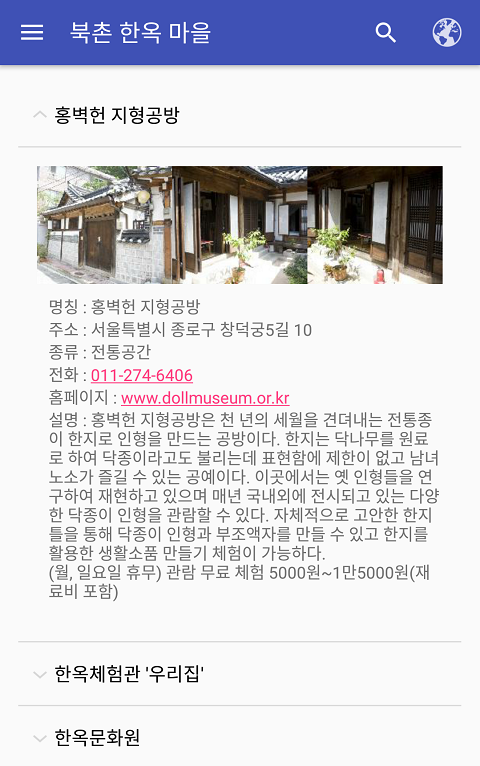 북촌 한옥 마을
홍벽헌 지형공방
명칭 : 홍벽헌 지형공방
주소 : 서울특별시 종로구 창덕궁5길 10
종류 : 전통공간
전화 : 011-274-6406
홈페이지 : www.dollmuseum.or.kr
설명 : 홍벽헌 지형공방은 천 년의 세월을 견뎌내는 전통종
이 한지로 인형을 만드는 공방이다. 한지는 닥나무를 원료
로 하여 닥종이라고도 불리는데 표현함에 제한이 없고 남녀
노소가 즐길 수 있는 공예이다. 이곳에서는 옛 인형들을 연
구하여 재현하고 있으며 매년 국내외에 전시되고 있는 다양
한 닥종이 인형을 관람할 수 있다. 자체적으로 고안한 한지
틀을 통해 닥종이 인형과 부조액자를 만들 수 있고 한지를
활용한 생활소품 만들기 체험이 가능하다.
(월, 일요일 휴무) 관람 무료 체험 5000원~1만5000원(재
료비 포함)
한옥체험관 '우리집'
한옥문화원